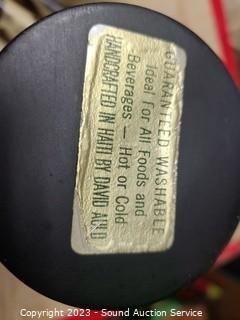 GUARANTEED WASHABLE
Ideal For All Foods and
Beverages — Hot or Cold
HANDCRAFTED IN HAITI BY DAVID AULD
Copyright © 2023 - Sound Auction Service